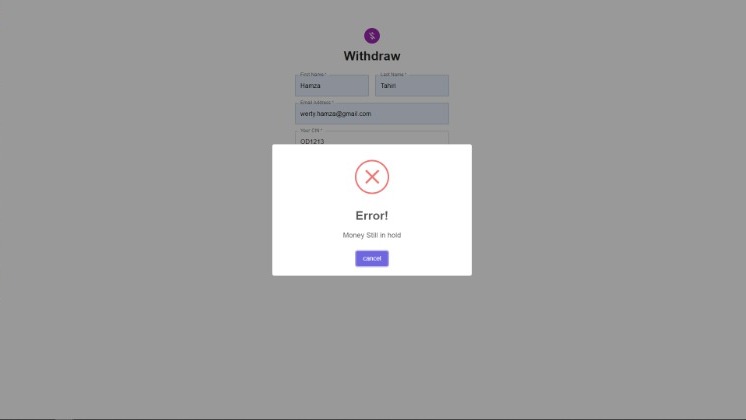 Withdraw
First Name *
Last Name *
Hamza
Tahiri
Email Address *
werty.hamza@gmail.com
Your CIN *
OD1213
Error!
Money Still in hold
cancel